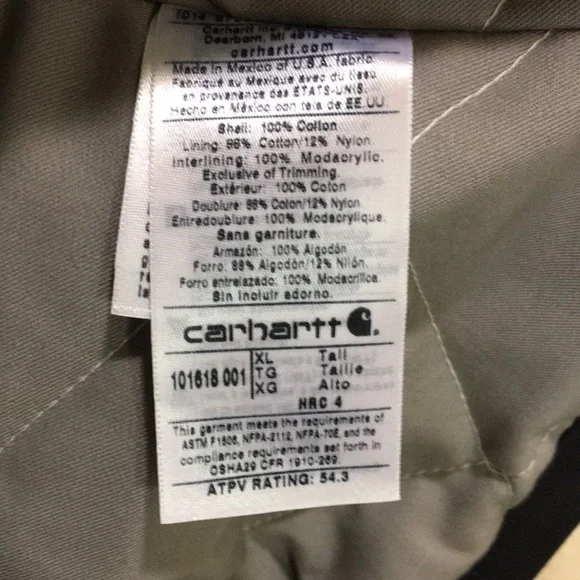 Carhartt
Dearborn, MI
carhartt.com
Made in Mexico of U.S.A. fabric.
Fabriqué au Mexique avec du tissu
en provenance des ÉTATS-UNIS.
Hecho en México con tela de EE.UU.
Shell: 100% Cotton
Lining: 88% Cotton/12% Nylon
Interlining: 100% Modacrylic.
Exclusive of Trimming.
Extérieur: 100% Coton
Doublure: 88% Coton/12% Nylon
Entredoublure: 100% Modacrylique.
Sans garniture.
Armazón: 100% Algodón
Forro: 88% Algodón/12% Nilón.
Forro entrelazado: 100% Modacrílica
Sin incluir adorno.
carhartt
101618 001
XL Tall
TG Taille
XG Alto
HRC 4
This garment meets the requirements of
ASTM F1506, NFPA-2112, NFPA-70E, and the
compliance requirements set forth in
OSHA29 CFR 1910-269.
ATPV RATING: 54.3